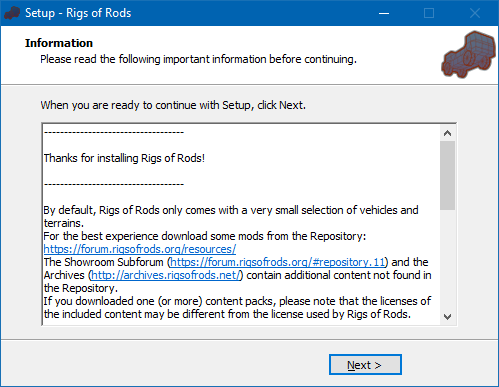 Setup - Rigs of Rods
Information
Please read the following important information before continuing.
When you are ready to continue with Setup, click Next.
-----------------------------------
Thanks for installing Rigs of Rods!
-----------------------------------
By default, Rigs of Rods only comes with a very small selection of vehicles and
terrains.
For the best experience download some mods from the Repository:
https://forum.rigsofrods.org/resources/
The Showroom Subforum (https://forum.rigsofrods.org/#repository.11) and the
Archives (http://archives.rigsofrods.net/) contain additional content not found in
the Repository.
If you downloaded one (or more) content packs, please note that the licenses of
the included content may be different from the license used by Rigs of Rods.
Next >